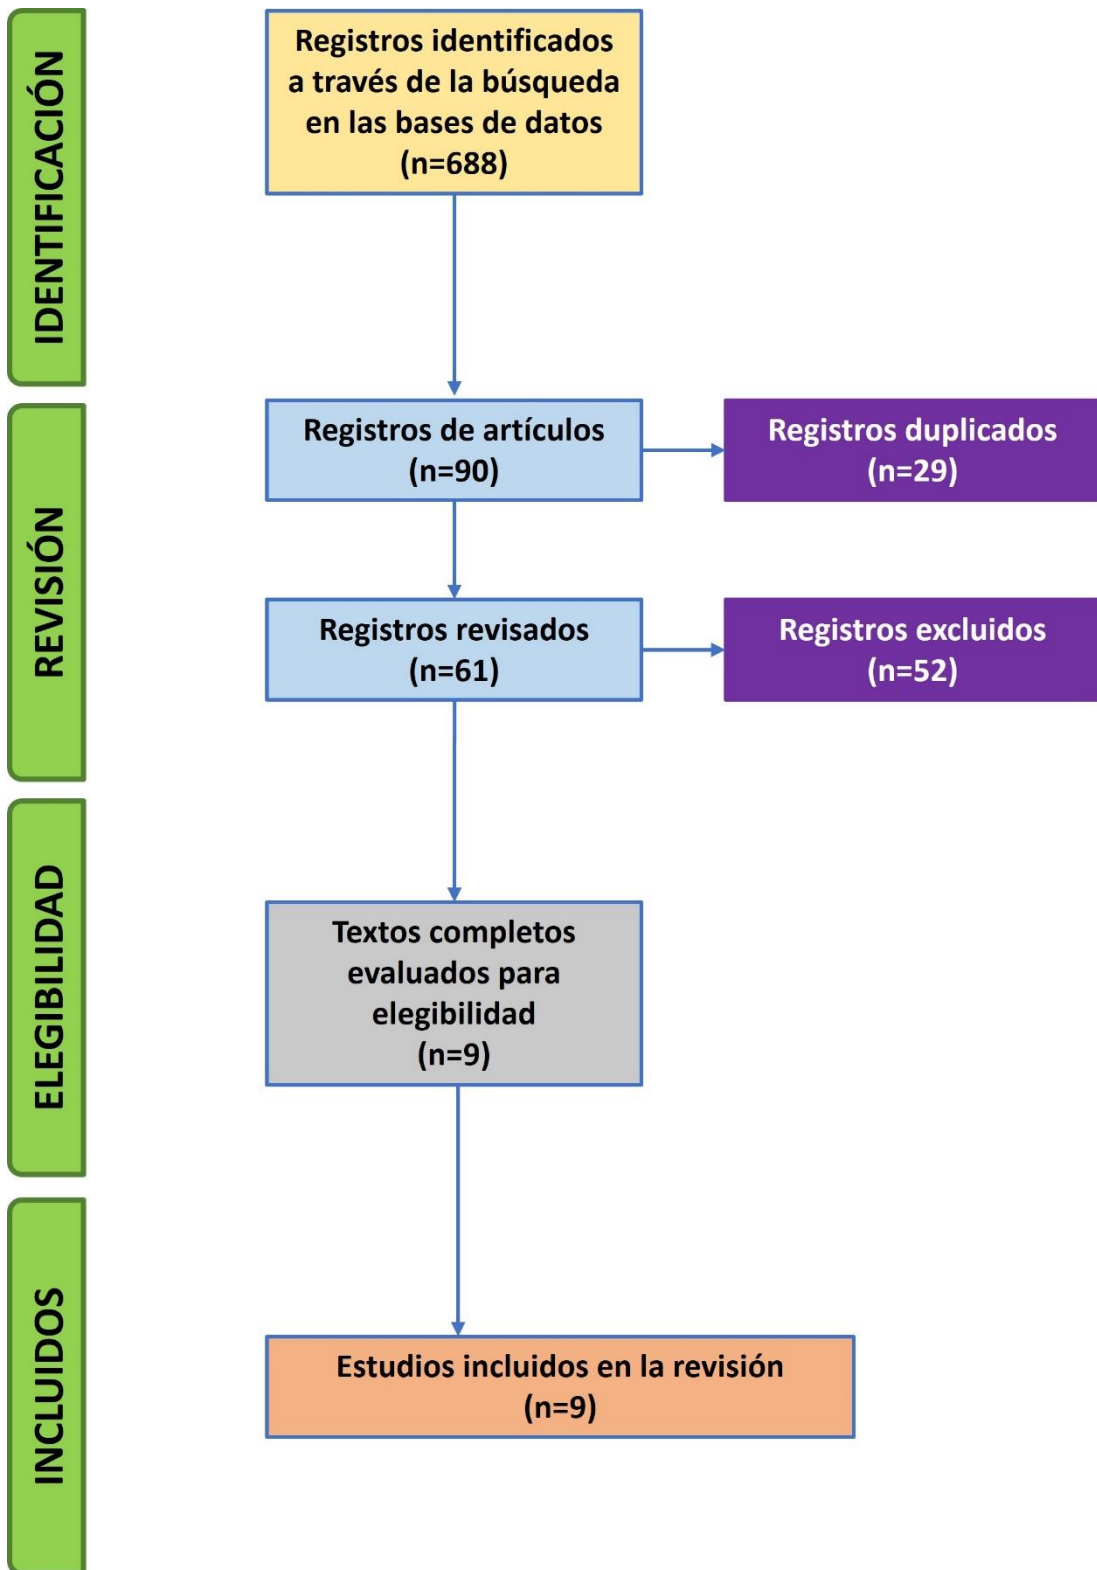 IDENTIFICACIÓN
Registros identificados
a través de la búsqueda
en las bases de datos
(n=688)
REVISIÓN
Registros de artículos
(n=90)
Registros duplicados
(n=29)
Registros revisados
(n=61)
Registros excluidos
(n=52)
ELEGIBILIDAD
Textos completos
evaluados para
elegibilidad
(n=9)
INCLUIDOS
Estudios incluidos en la revisión
(n=9)